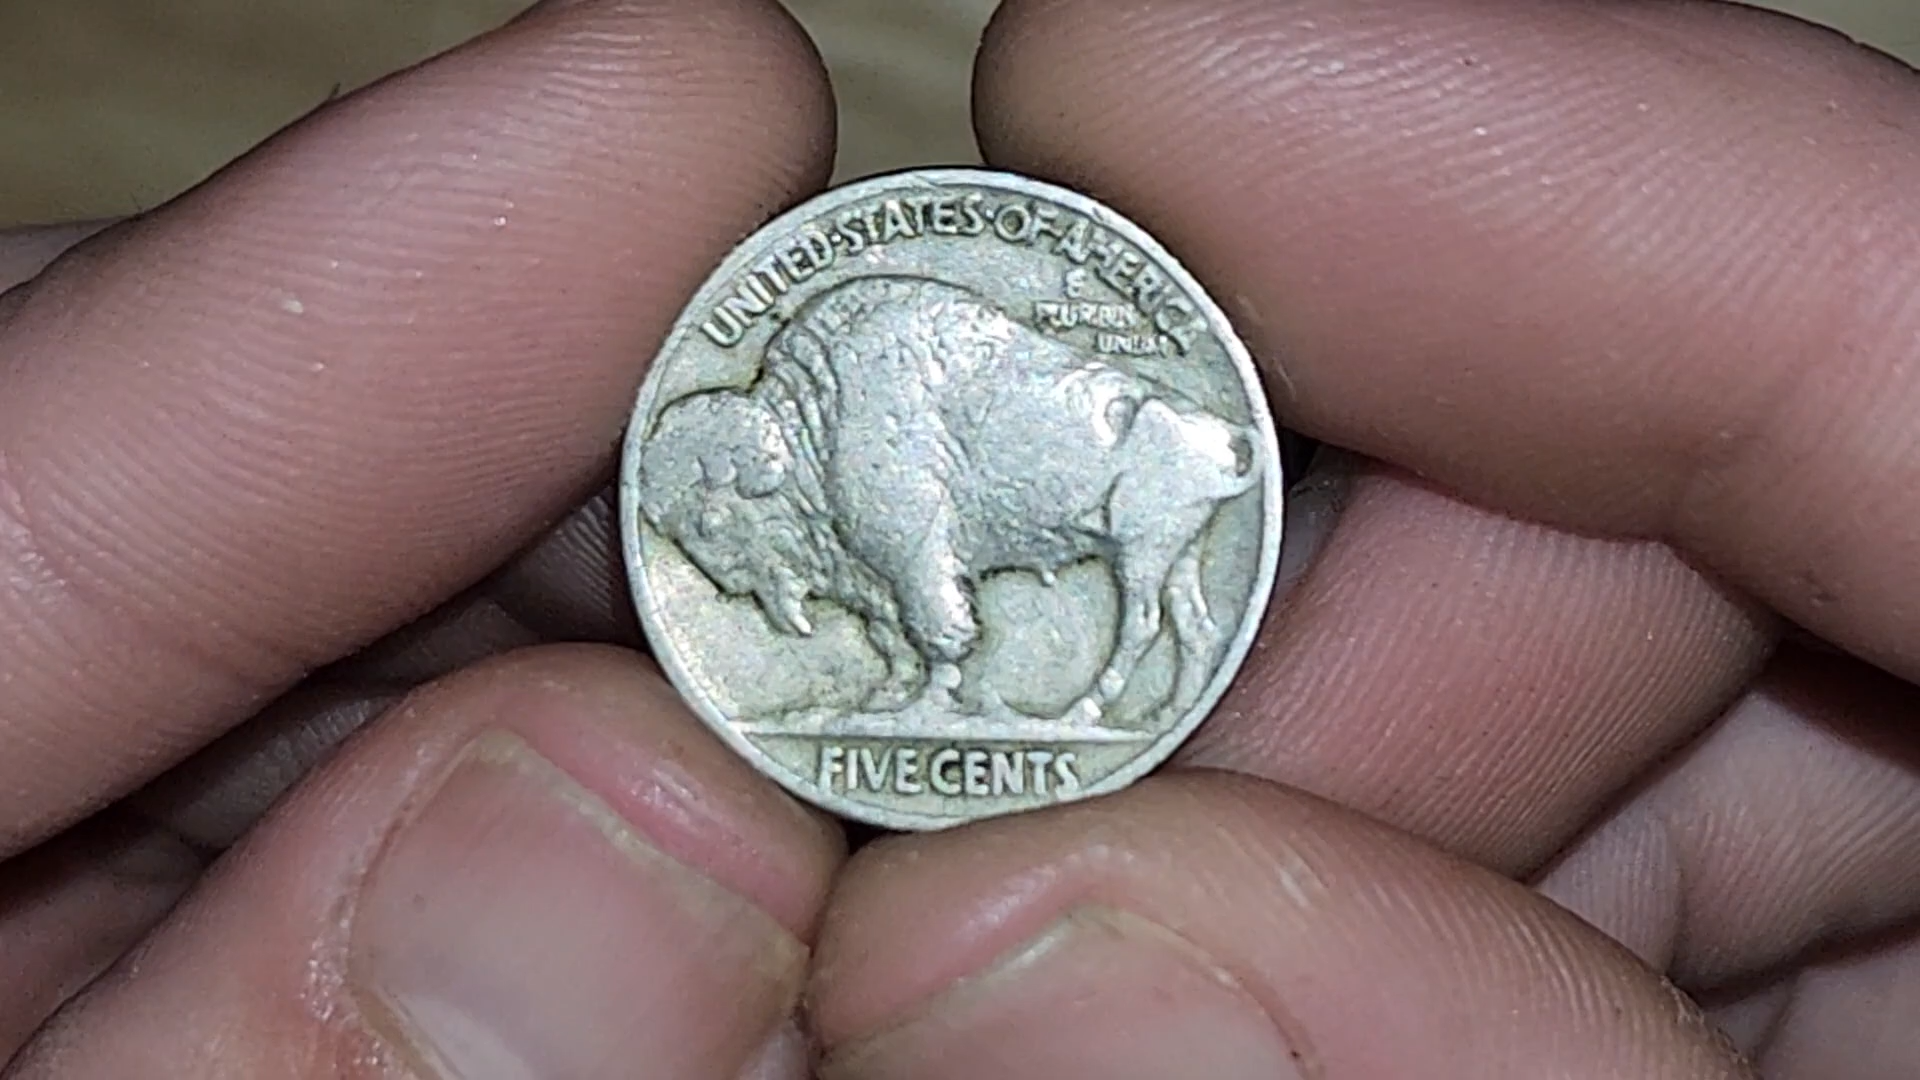 UNITED·STATES·OF·AMERICA
E
PLURIBUS
UNUM
FIVE CENTS